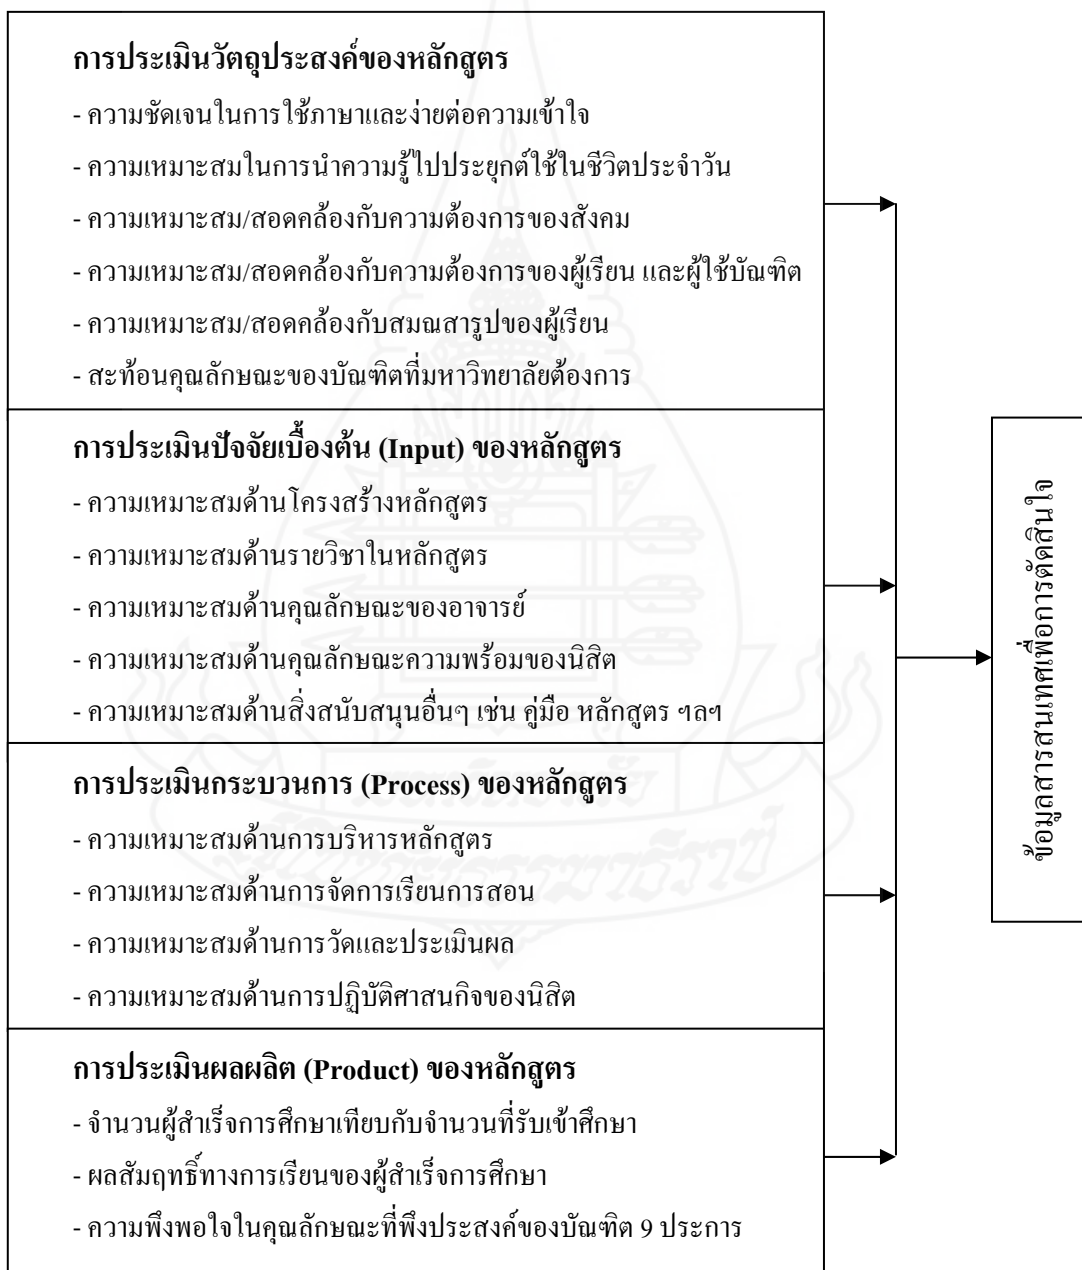 การประเมินวัตถุประสงค์ของหลักสูตร
- ความชัดเจนในการใช้ภาษาและง่ายต่อความเข้าใจ
- ความเหมาะสมในการนำความรู้ไปประยุกต์ใช้ในชีวิตประจำวัน
- ความเหมาะสม/สอดคล้องกับความต้องการของสังคม
- ความเหมาะสม/สอดคล้องกับความต้องการของผู้เรียน และผู้ใช้บัณฑิต
- ความเหมาะสม/สอดคล้องกับสมณสารูปของผู้เรียน
- สะท้อนคุณลักษณะของบัณฑิตที่มหาวิทยาลัยต้องการ
การประเมินปัจจัยเบื้องต้น (Input) ของหลักสูตร
- ความเหมาะสมด้านโครงสร้างหลักสูตร
- ความเหมาะสมด้านรายวิชาในหลักสูตร
- ความเหมาะสมด้านคุณลักษณะของอาจารย์
- ความเหมาะสมด้านคุณลักษณะความพร้อมของนิสิต
- ความเหมาะสมด้านสิ่งสนับสนุนอื่นๆ เช่น คู่มือ หลักสูตร ฯลฯ
การประเมินกระบวนการ (Process) ของหลักสูตร
- ความเหมาะสมด้านการบริหารหลักสูตร
- ความเหมาะสมด้านการจัดการเรียนการสอน
- ความเหมาะสมด้านการวัดและประเมินผล
- ความเหมาะสมด้านการปฏิบัติศาสนกิจของนิสิต
การประเมินผลผลิต (Product) ของหลักสูตร
- จำนวนผู้สำเร็จการศึกษาเทียบกับจำนวนที่รับเข้าศึกษา
- ผลสัมฤทธิ์ทางการเรียนของผู้สำเร็จการศึกษา
- ความพึงพอใจในคุณลักษณะที่พึงประสงค์ของบัณฑิต 9 ประการ
ข้อมูลสารสนเทศเพื่อการตัดสินใจ